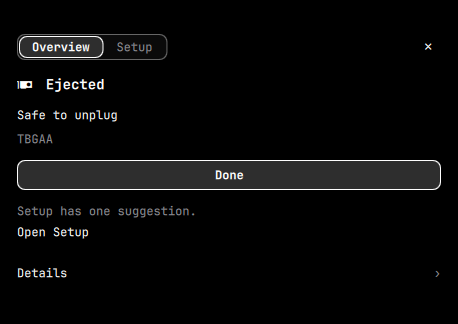 Overview Setup ×
Ejected
Safe to unplug
TBGAA
Done
Setup has one suggestion.
Open Setup
Details ›